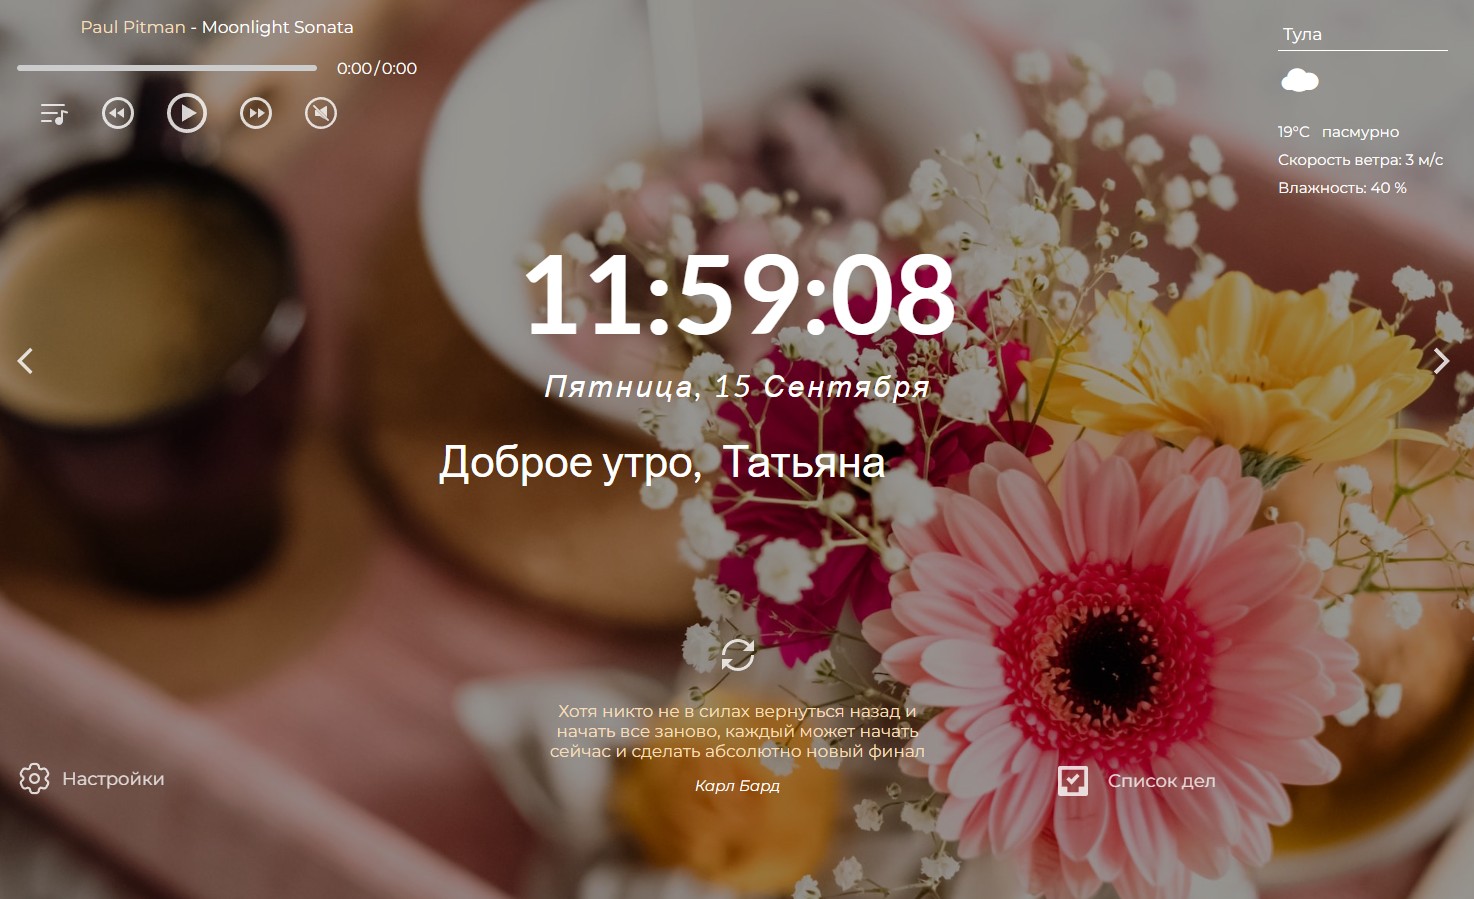 Paul Pitman - Moonlight Sonata
0:00/0:00
Тула
19°C пасмурно
Скорость ветра: 3 м/с
Влажность: 40 %
11:59:08
Пятница, 15 Сентября
Доброе утро, Татьяна
Хотя никто не в силах вернуться назад и
начать все заново, каждый может начать
сейчас и сделать абсолютно новый финал
Карл Бард
Настройки
Список дел